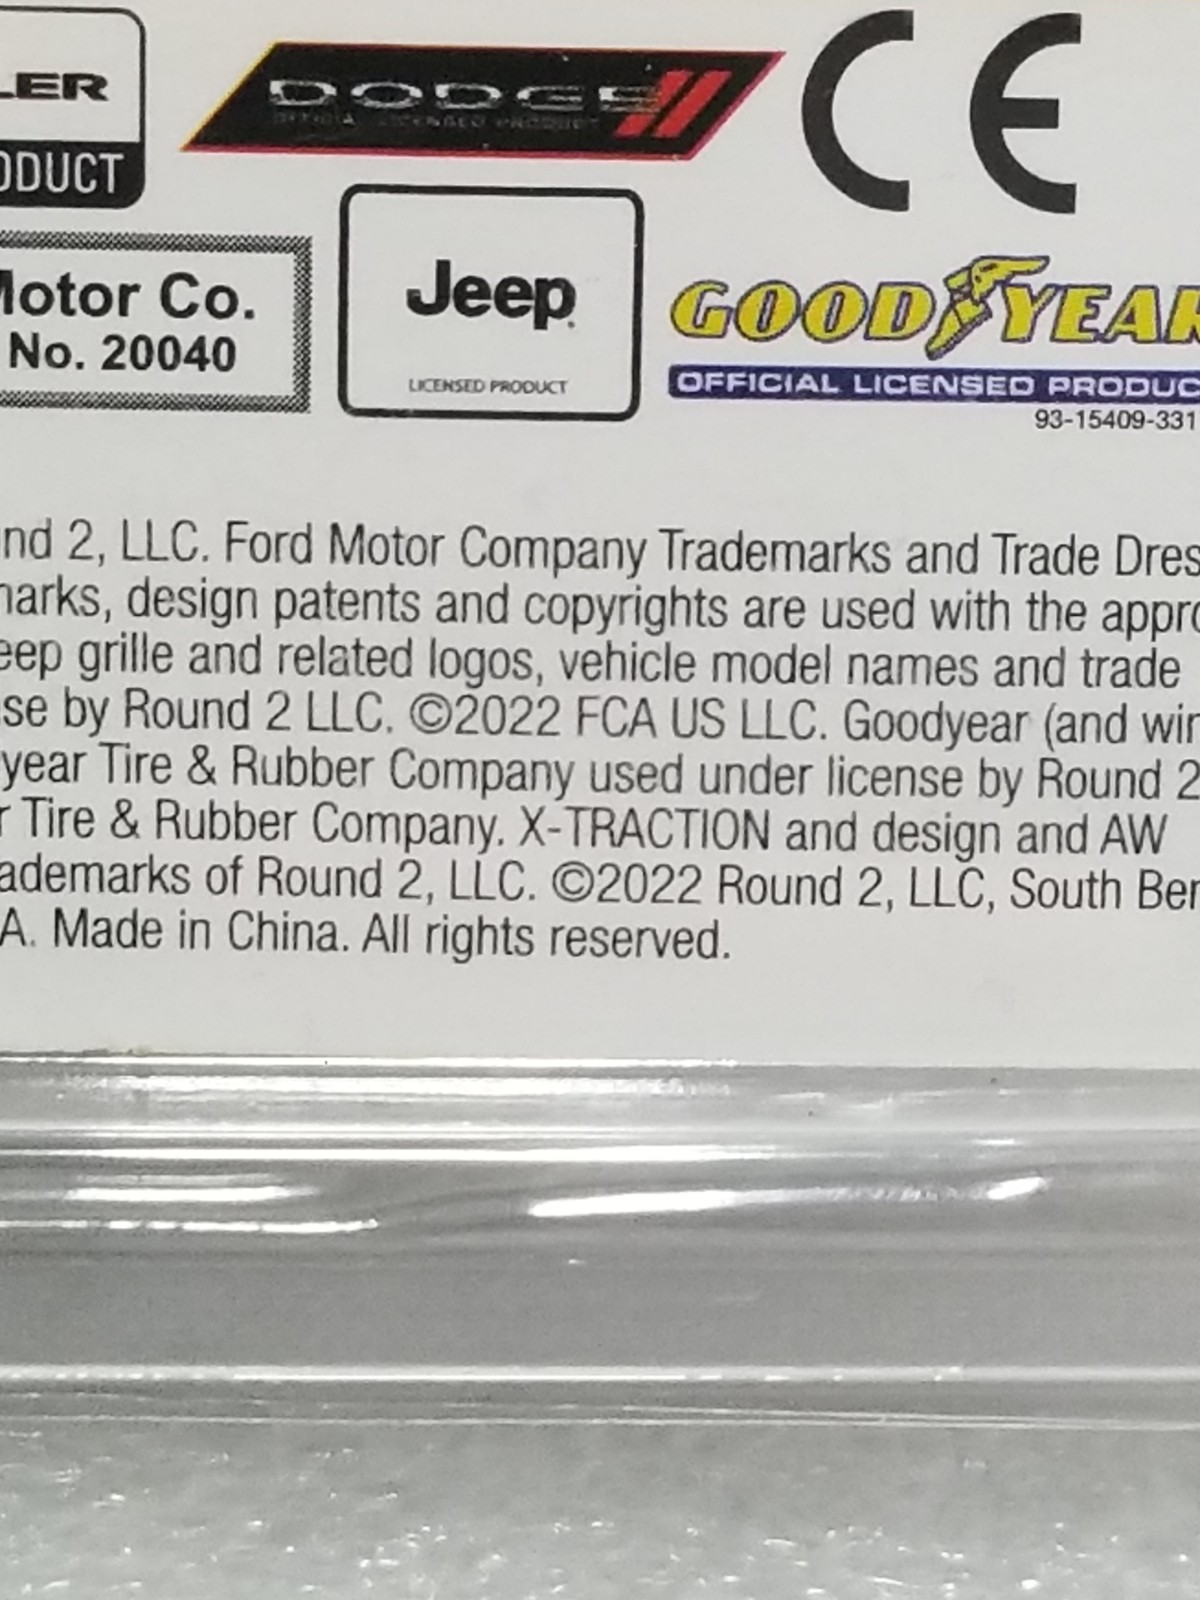 LER
ODUCT
DODGE
OFFICIAL LICENSED PRODUCT
CE
Motor Co.
No. 20040
Jeep
LICENSED PRODUCT
GOODYEAR
OFFICIAL LICENSED PRODUC
93-15409-331
nd 2, LLC. Ford Motor Company Trademarks and Trade Dres
marks, design patents and copyrights are used with the appro
eep grille and related logos, vehicle model names and trade
se by Round 2 LLC. ©2022 FCA US LLC. Goodyear (and win
year Tire & Rubber Company used under license by Round 2
r Tire & Rubber Company. X-TRACTION and design and AW
ademarks of Round 2, LLC. ©2022 Round 2, LLC, South Ben
A. Made in China. All rights reserved.